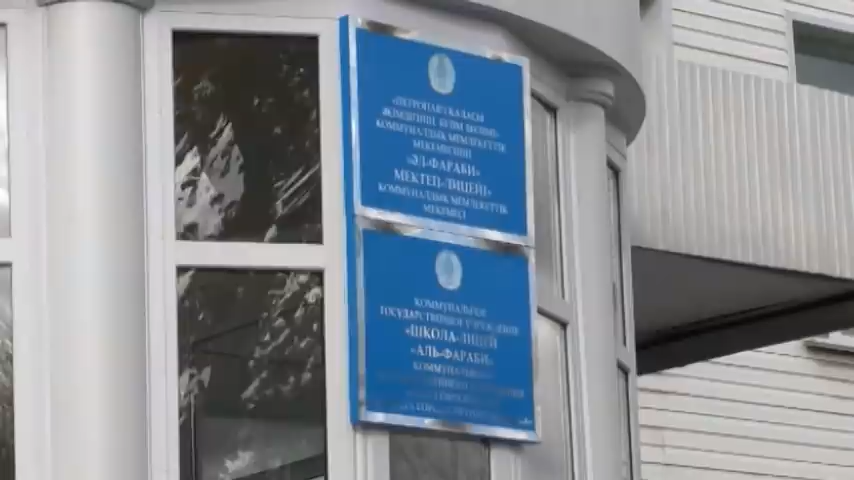 «ПЕТРОПАВЛ ҚАЛАСЫ
ӘКІМДІГІНІҢ БІЛІМ БӨЛІМІ»
КОММУНАЛДЫҚ МЕМЛЕКЕТТІК
МЕКЕМЕСІНІҢ
«ӘЛ-ФАРАБИ»
МЕКТЕП-ЛИЦЕЙІ»
КОММУНАЛДЫҚ МЕМЛЕКЕТТІК
МЕКЕМЕСІ
КОММУНАЛЬНОЕ
ГОСУДАРСТВЕННОЕ УЧРЕЖДЕНИЕ
«ШКОЛА-ЛИЦЕЙ
«АЛЬ-ФАРАБИ»